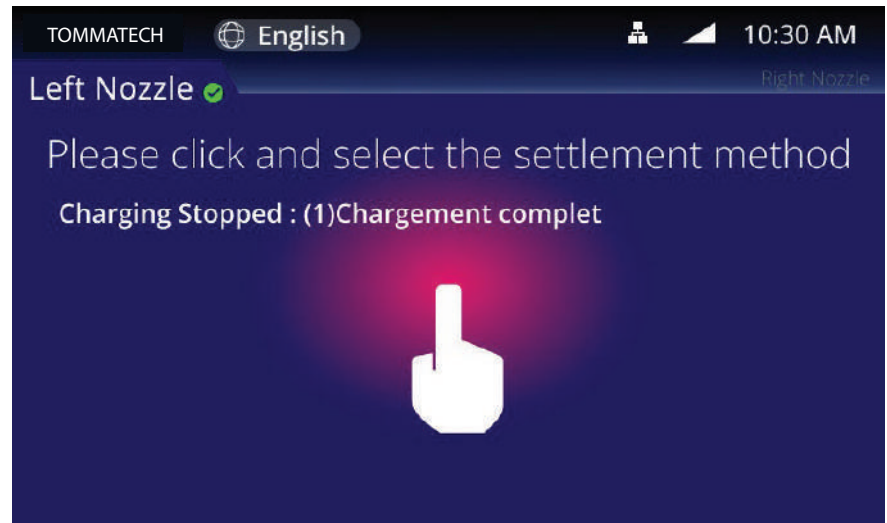 TOMMATECH English 10:30 AM
Left Nozzle Right Nozzle
Please click and select the settlement method
Charging Stopped : (1)Chargement complet